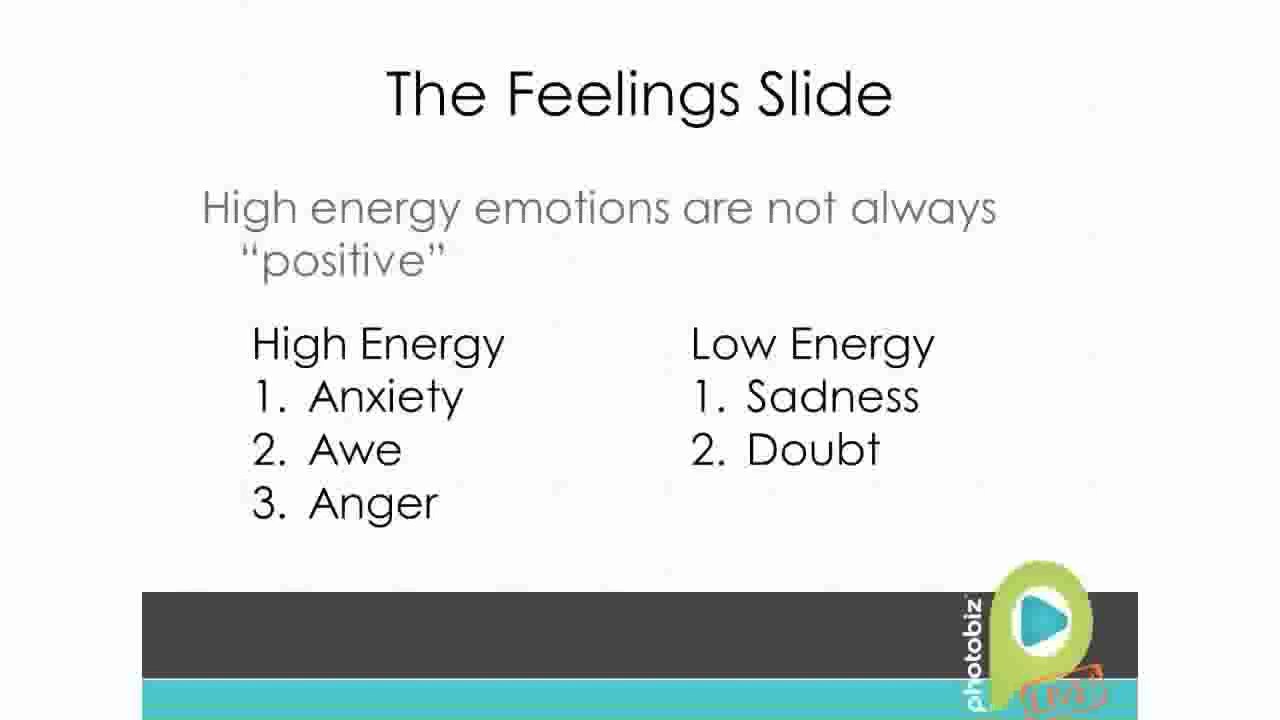 The Feelings Slide
High energy emotions are not always
“positive”
High Energy
1. Anxiety
2. Awe
3. Anger
Low Energy
1. Sadness
2. Doubt
photobiz
LIVE